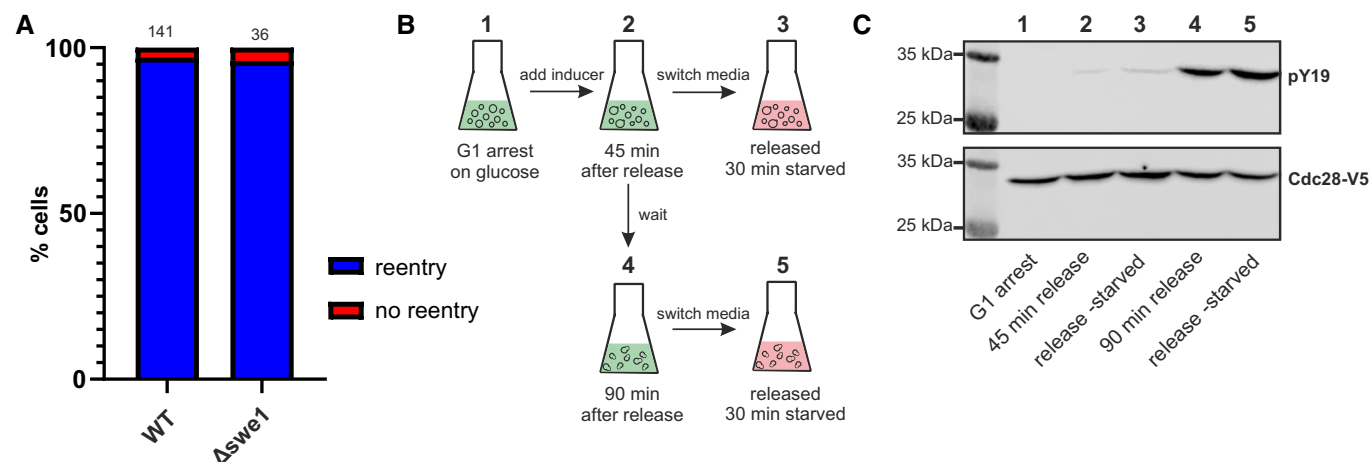 A
141
36
100
50
0
% cells
WT
Δswe1
reentry
no reentry
B
1
2
3
add inducer
switch media
G1 arrest
on glucose
45 min
after release
released
30 min starved
wait
4
5
switch media
90 min
after release
released
30 min starved
C
1 2 3 4 5
35 kDa
25 kDa
pY19
35 kDa
25 kDa
Cdc28-V5
G1 arrest
45 min release
release -starved
90 min release
release -starved